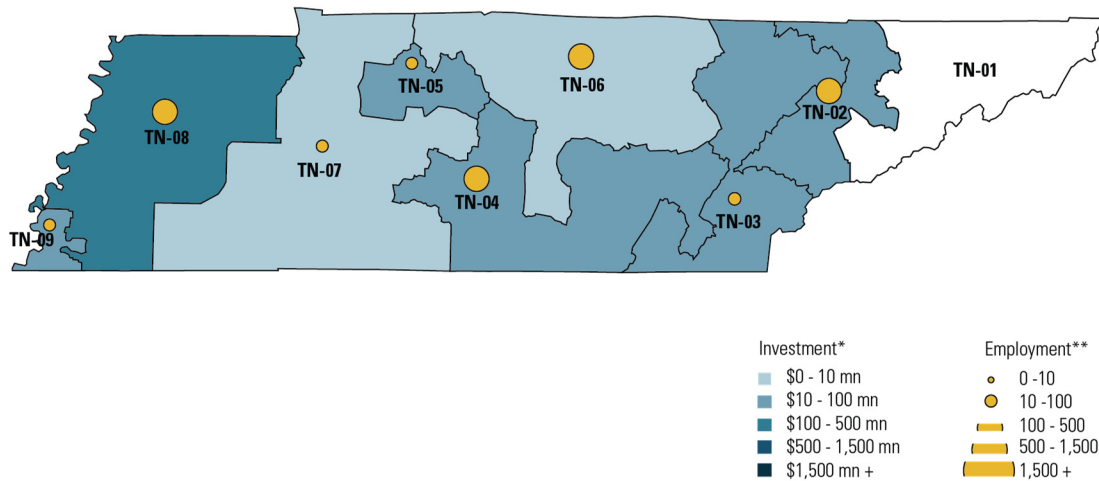 TN-01
TN-06
TN-05
TN-02
TN-08
TN-07
TN-04
TN-03
TN-09
Investment*
$0 - 10 mn
$10 - 100 mn
$100 - 500 mn
$500 - 1,500 mn
$1,500 mn +
Employment**
0 -10
10 -100
100 - 500
500 - 1,500
1,500 +